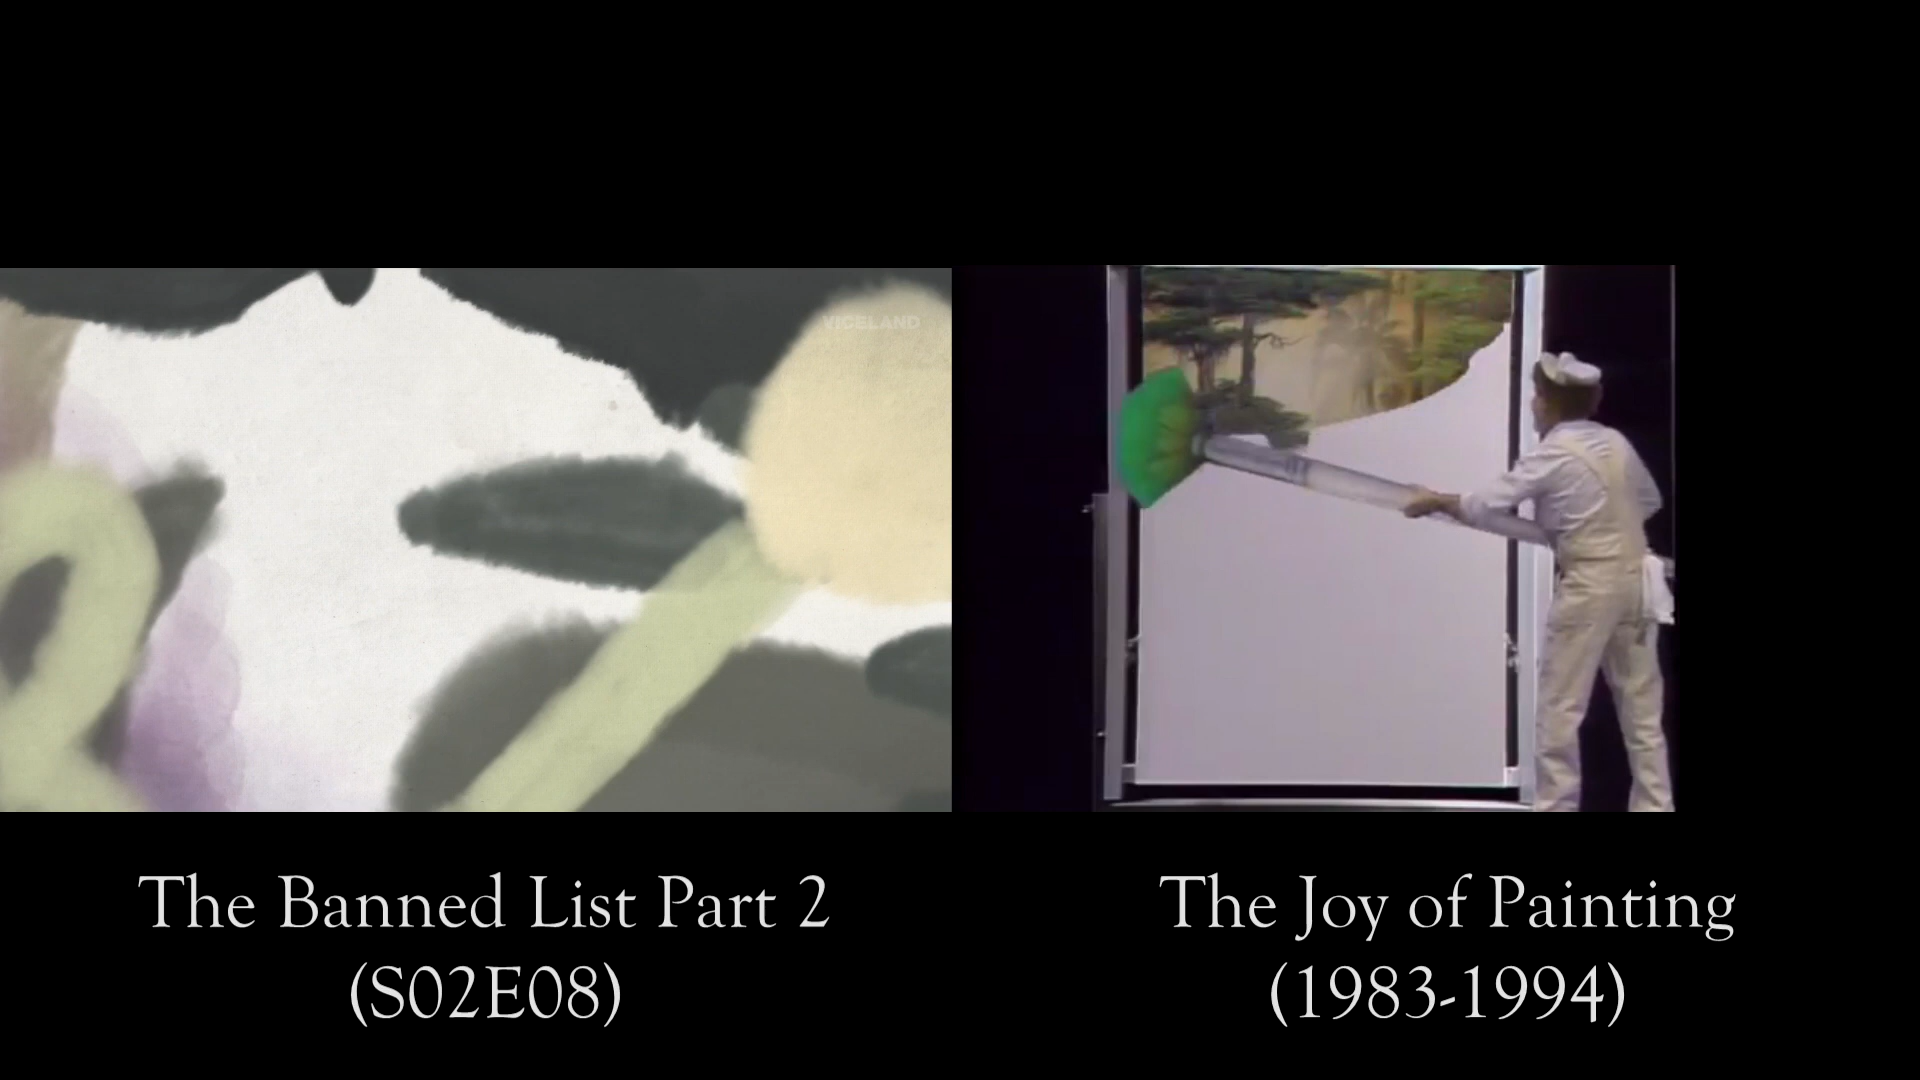 VICELAND
The Banned List Part 2
(S02E08)
The Joy of Painting
(1983-1994)